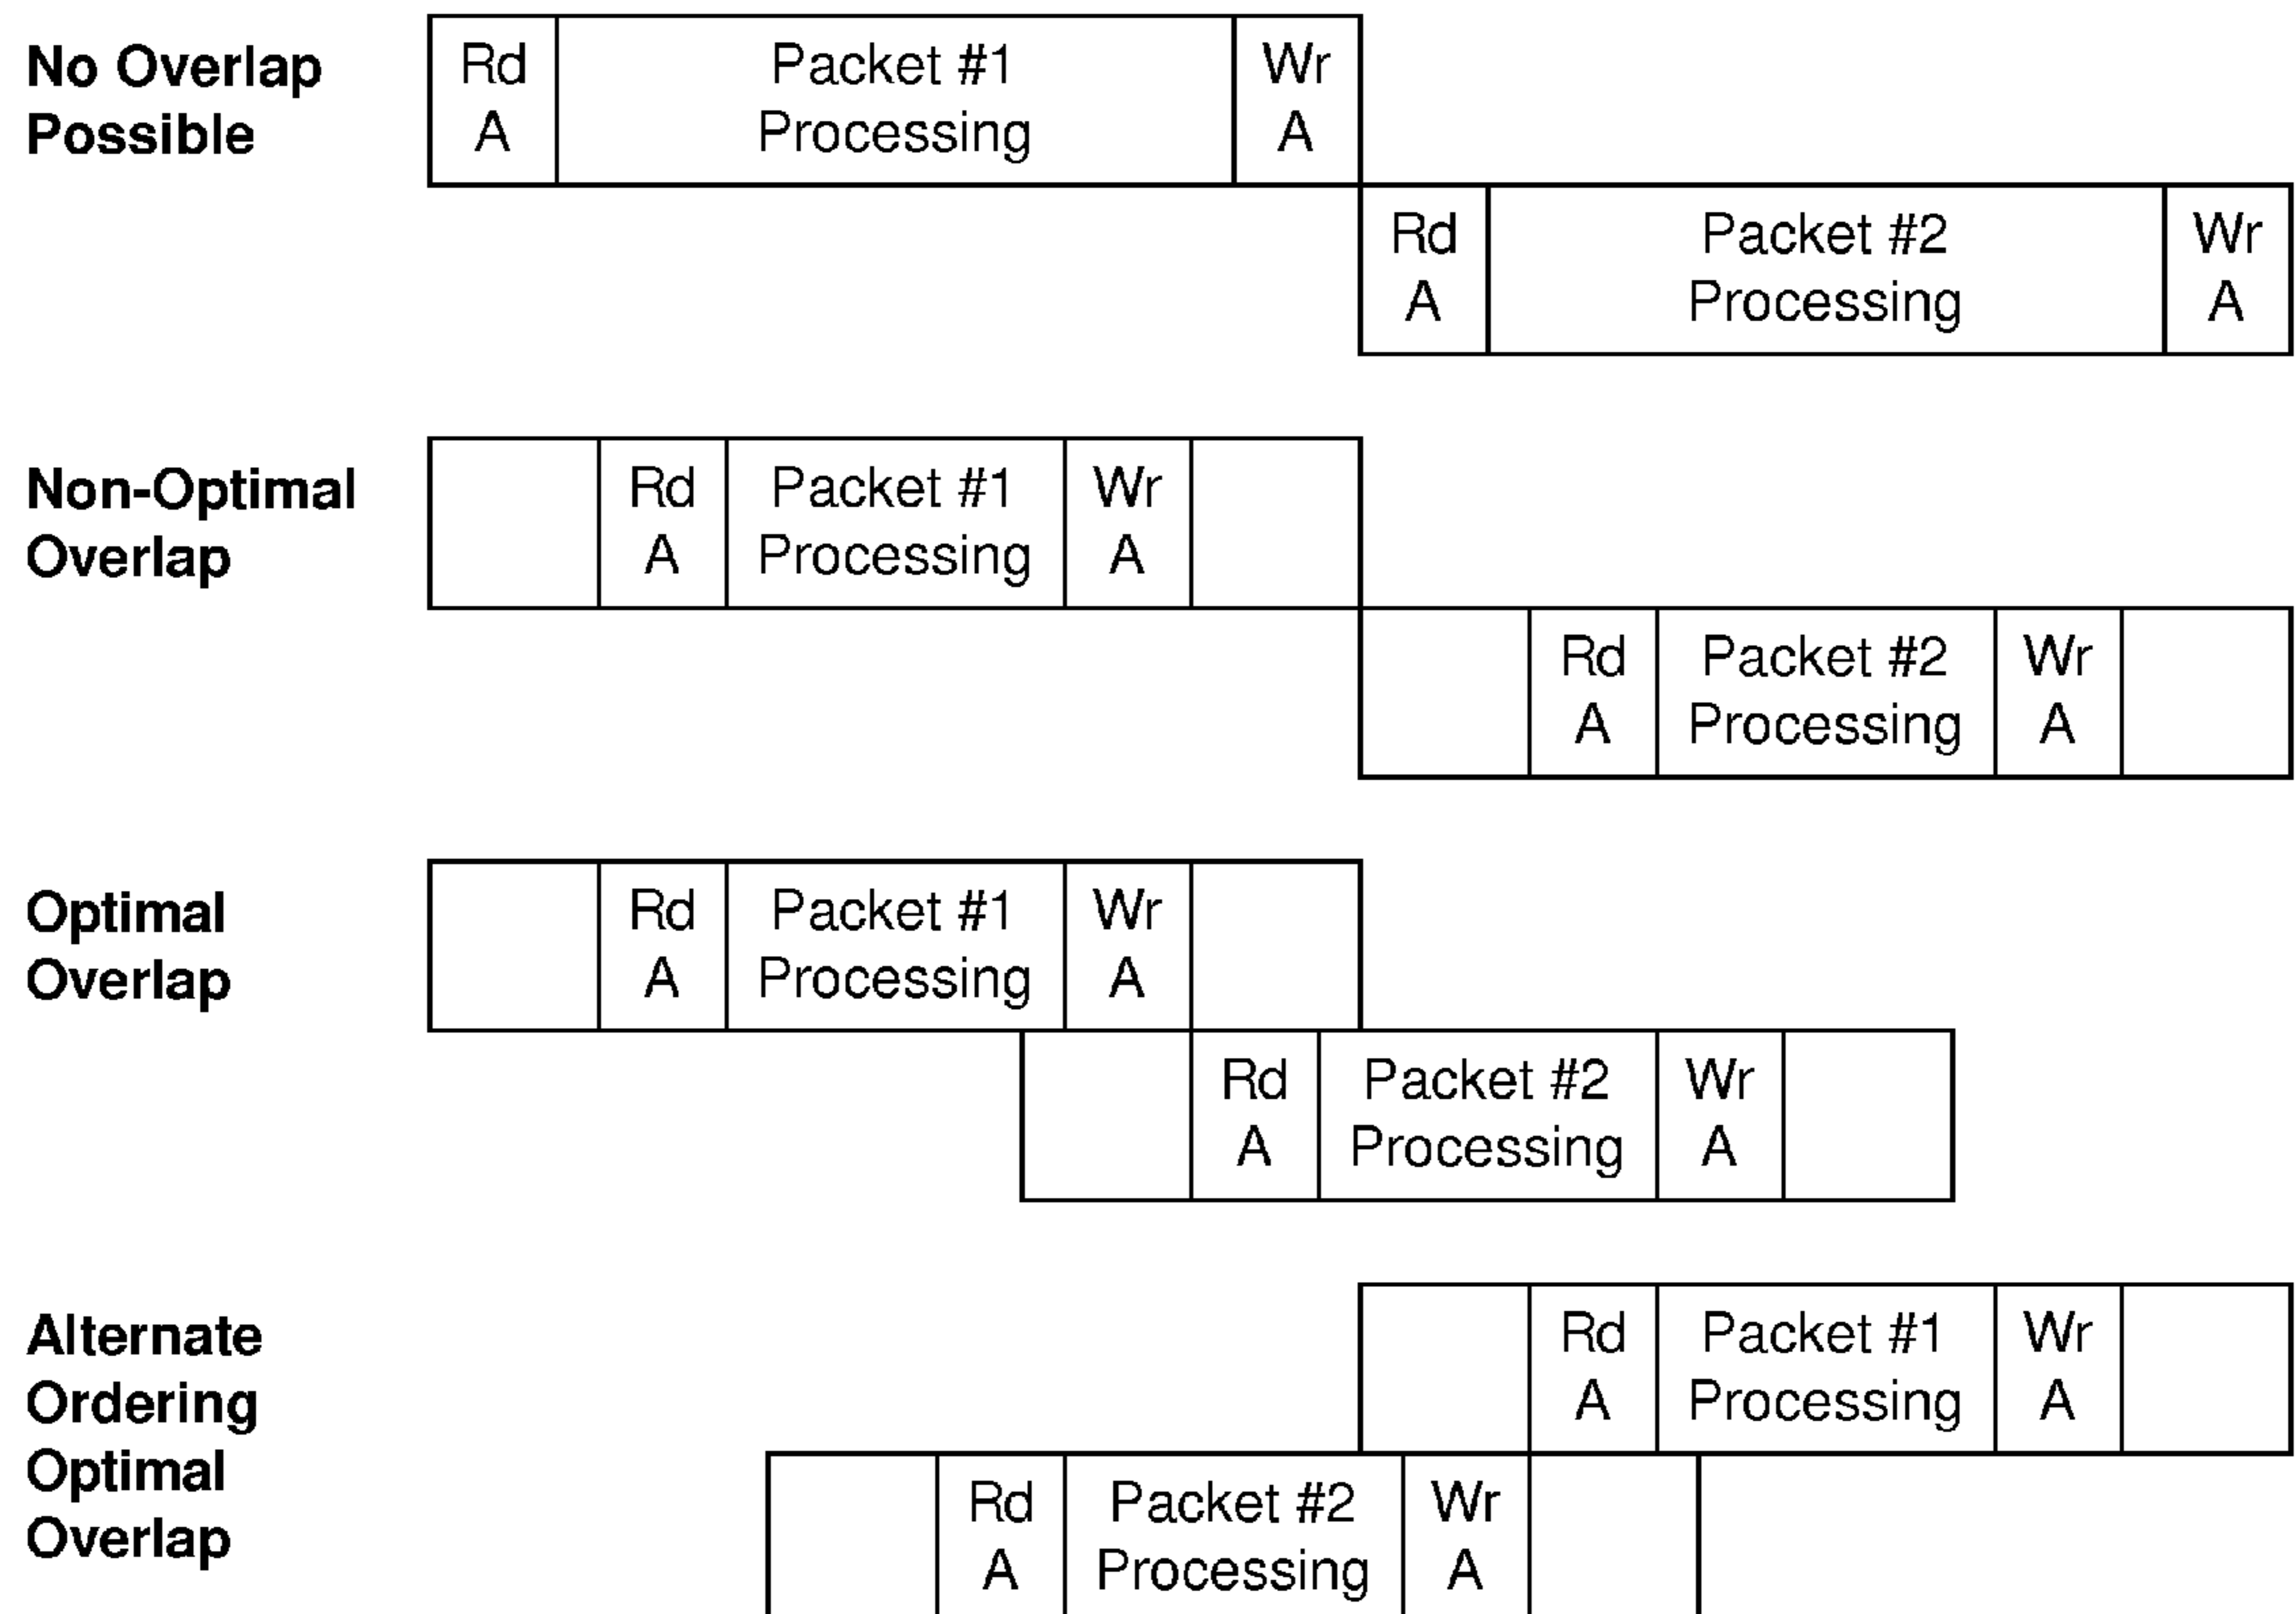 No Overlap
Possible
Rd
A
Packet #1
Processing
Wr
A
Rd
A
Packet #2
Processing
Wr
A
Non-Optimal
Overlap
Rd
A
Packet #1
Processing
Wr
A
Rd
A
Packet #2
Processing
Wr
A
Optimal
Overlap
Rd
A
Packet #1
Processing
Wr
A
Rd
A
Packet #2
Processing
Wr
A
Alternate
Ordering
Optimal
Overlap
Rd
A
Packet #1
Processing
Wr
A
Rd
A
Packet #2
Processing
Wr
A